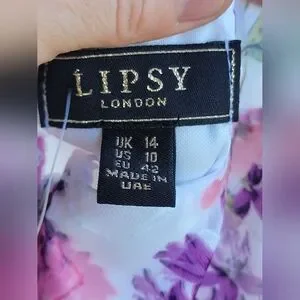 LIPSY
LONDON
UK 14
US 10
EU 42
MADE IN
UAE